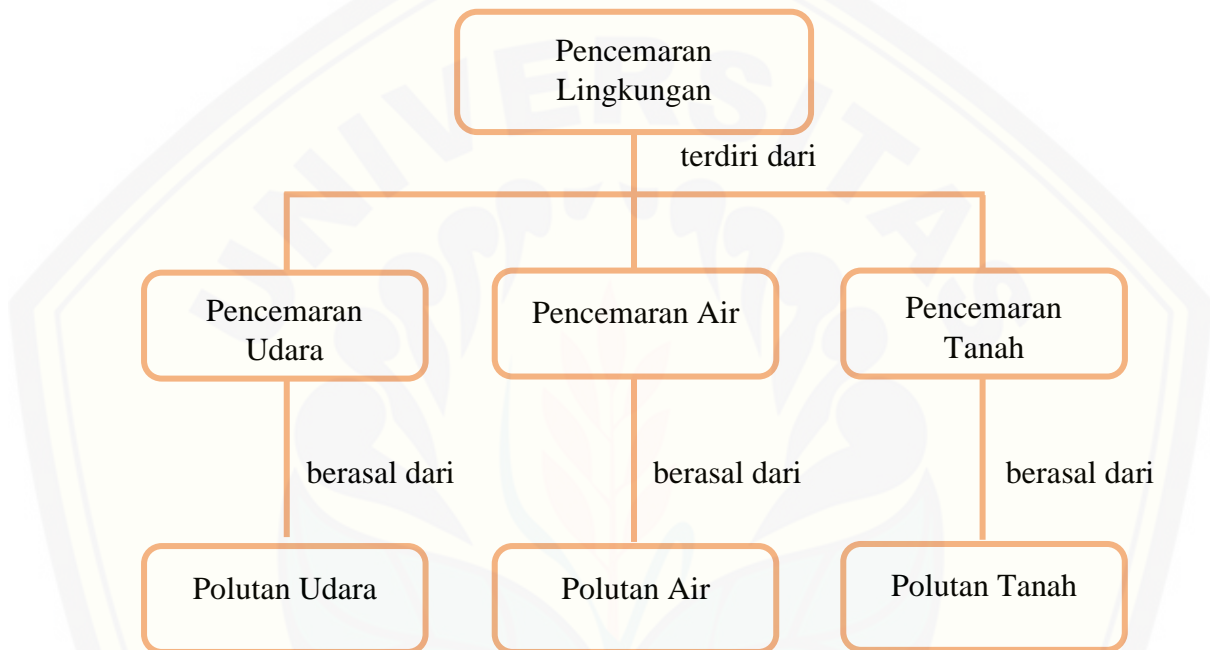 UNIVERSITAS
Pencemaran
Lingkungan
terdiri dari
Pencemaran
Udara
Pencemaran Air
Pencemaran
Tanah
berasal dari
berasal dari
berasal dari
Polutan Udara
Polutan Air
Polutan Tanah